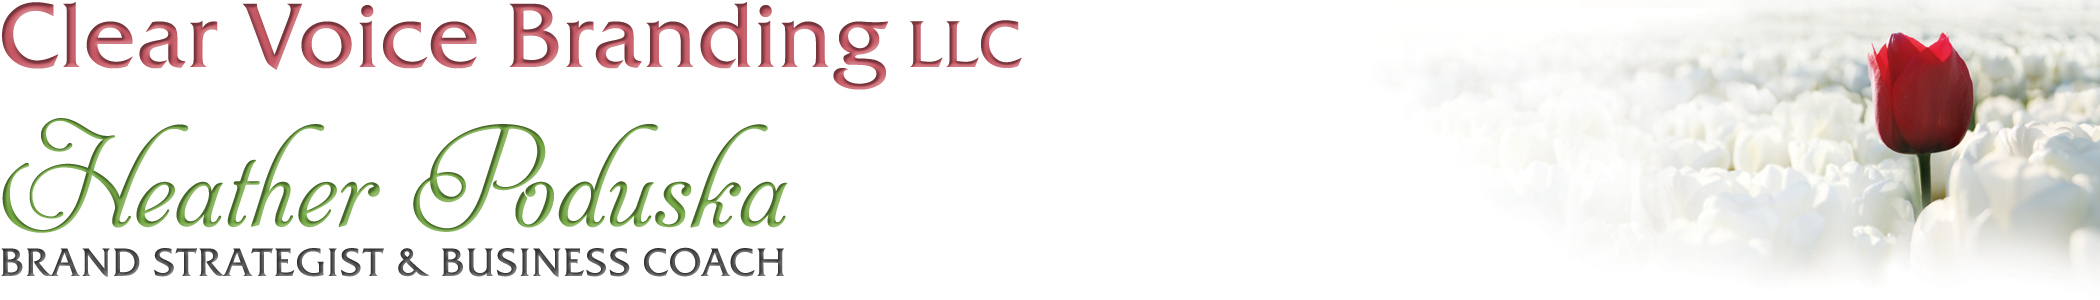 Clear Voice Branding LLC
Heather Poduska
BRAND STRATEGIST & BUSINESS COACH